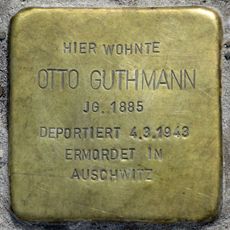 HIER WOHNTE
OTTO GUTHMANN
JG. 1885
DEPORTIERT 4.3.1943
ERMORDET IN
AUSCHWITZ